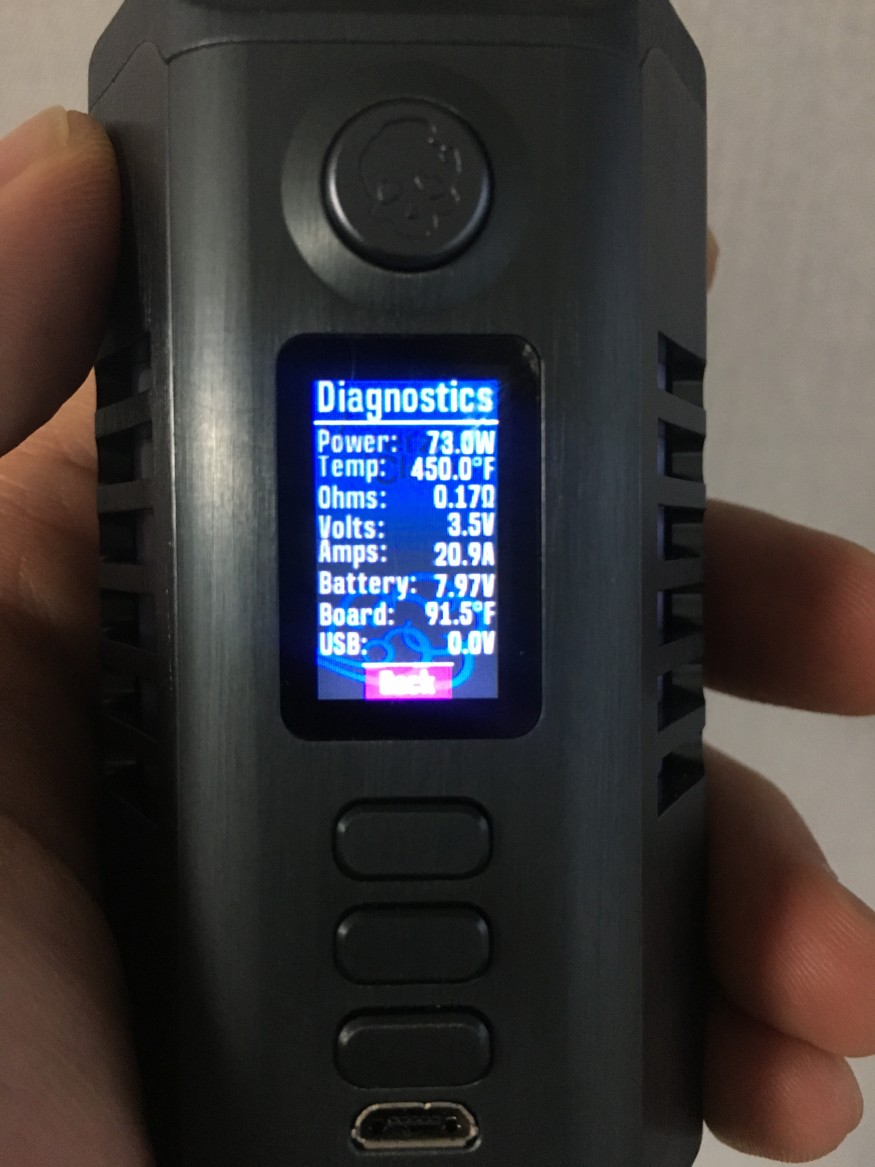 Diagnostics
Power: 73.0W
Temp: 450.0°F
Ohms: 0.17Ω
Volts: 3.5V
Amps: 20.9A
Battery: 7.97V
Board: 91.5°F
USB: 0.0V
Back